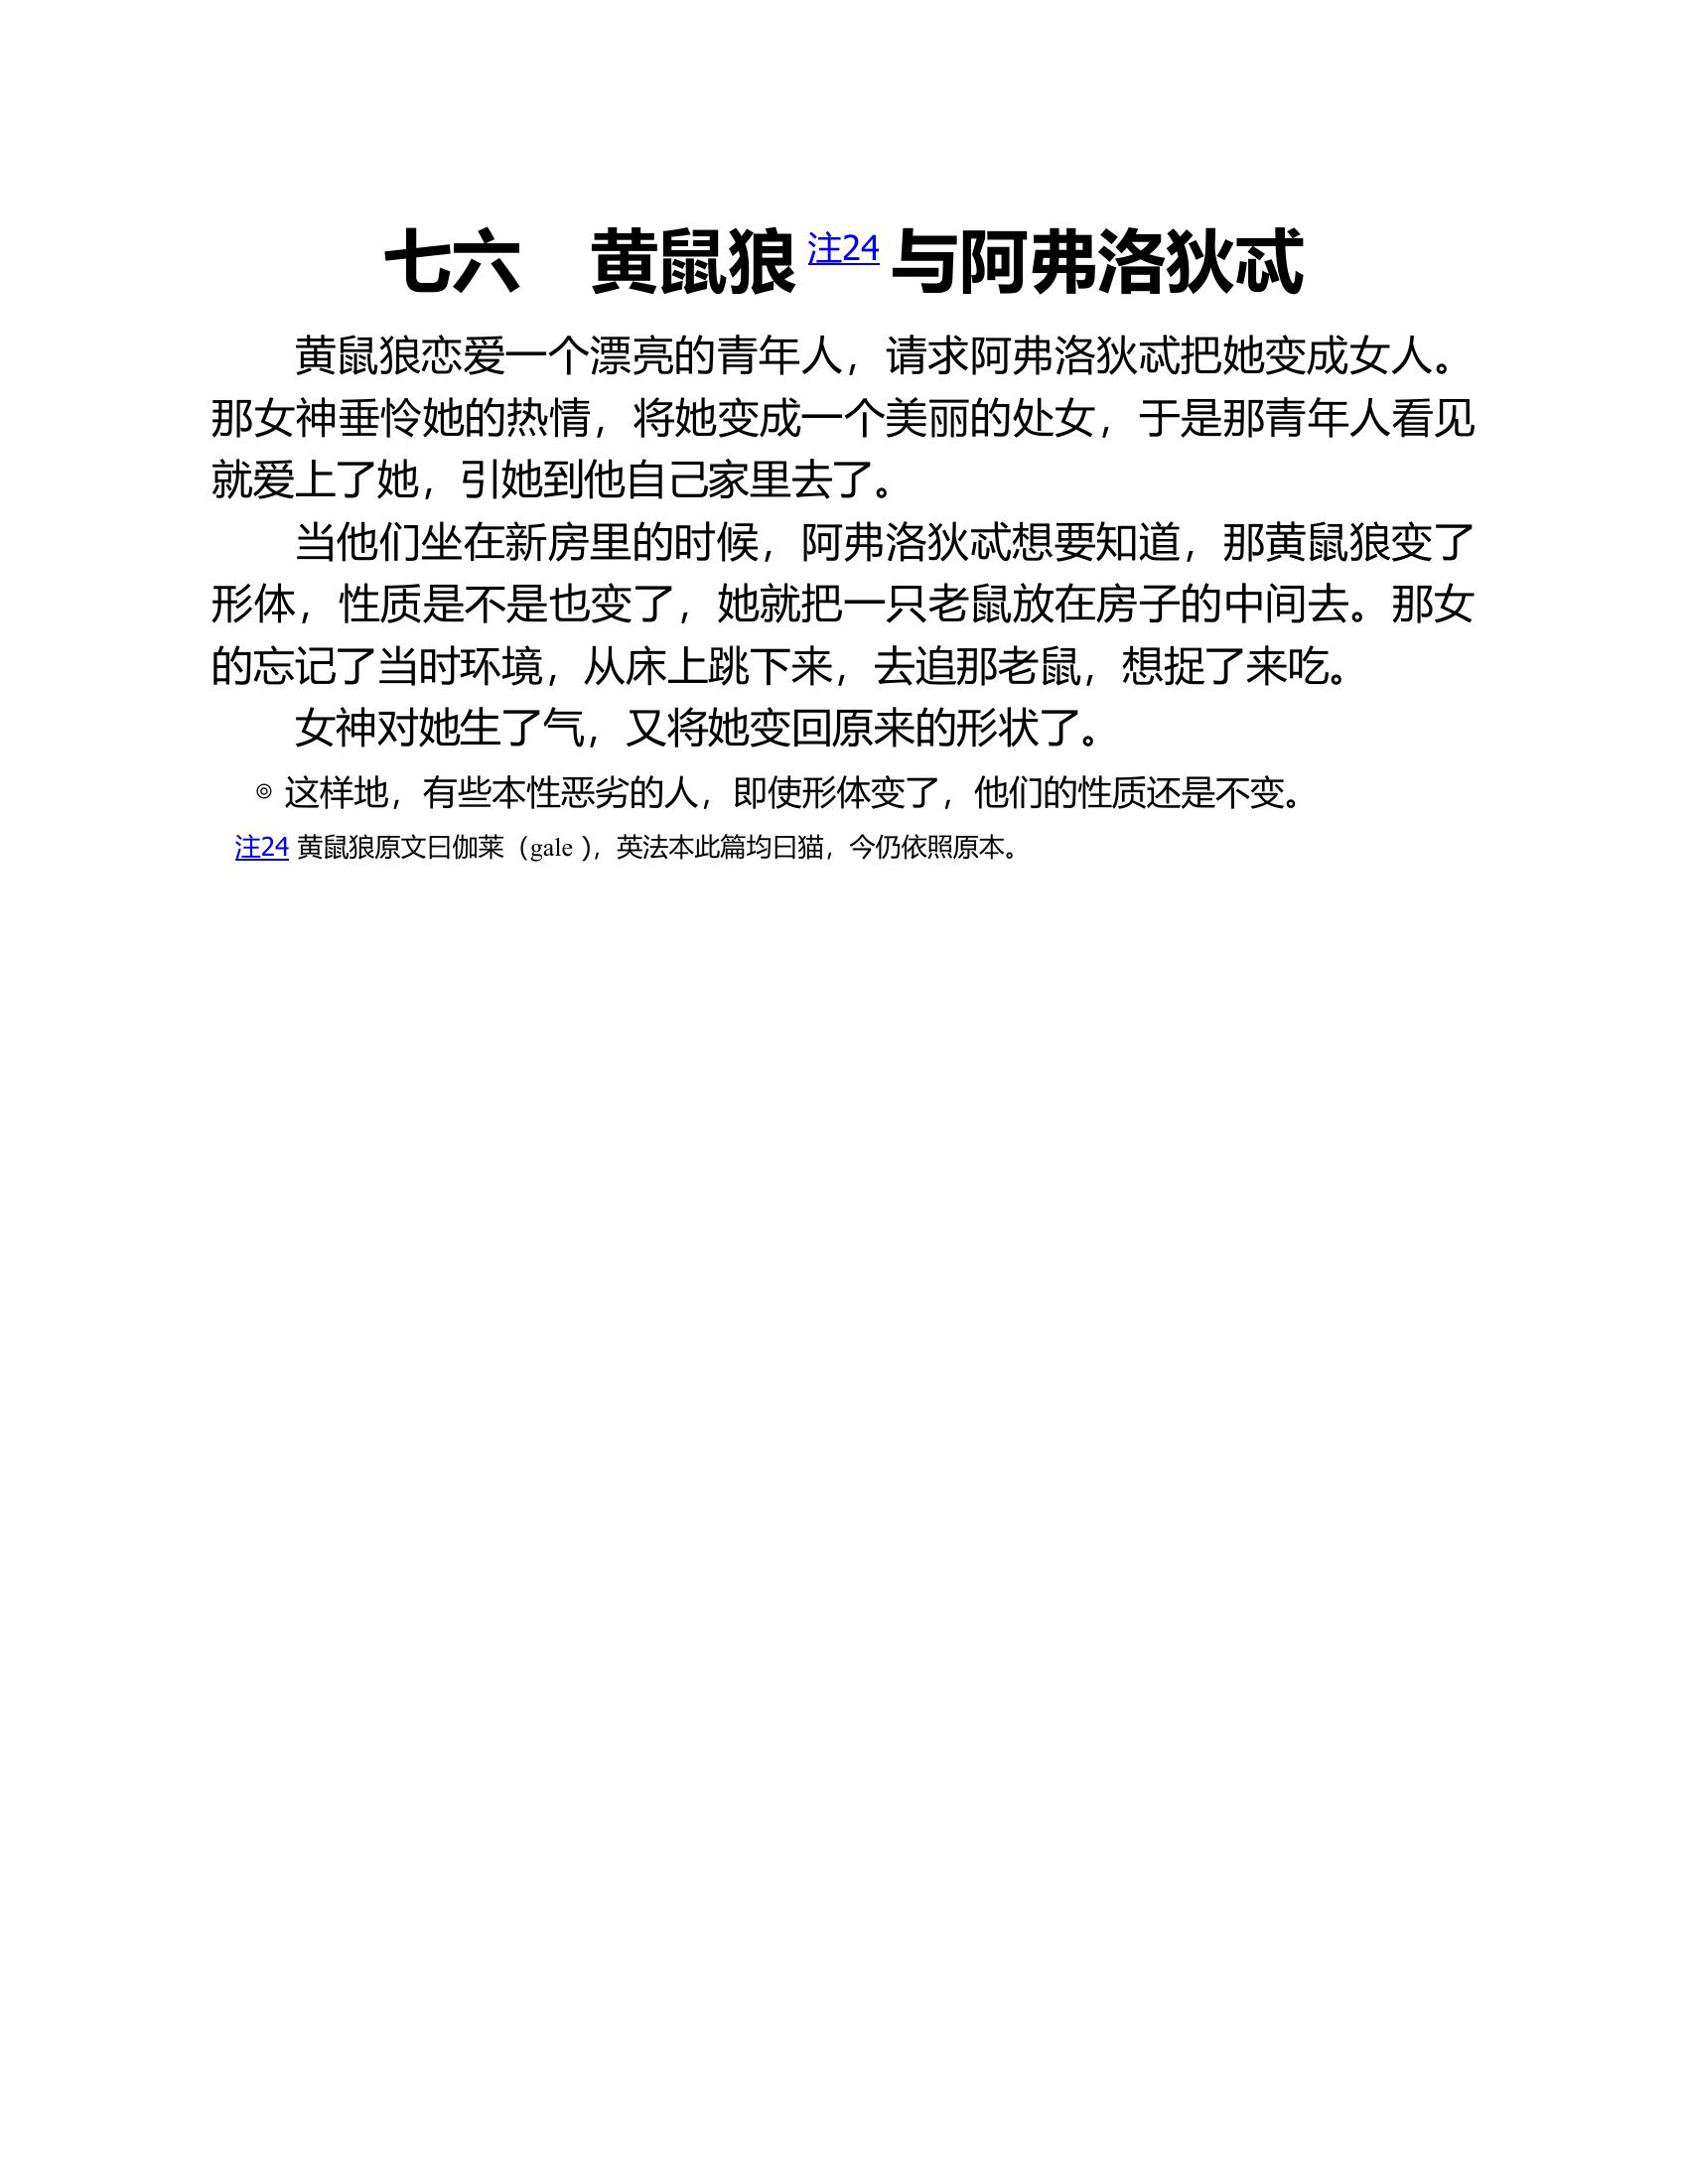 七六　黄鼠狼 注24 与阿弗洛狄忒
黄鼠狼恋爱一个漂亮的青年人，请求阿弗洛狄忒把她变成女人。
那女神垂怜她的热情，将她变成一个美丽的处女，于是那青年人看见
就爱上了她，引她到他自己家里去了。
当他们坐在新房里的时候，阿弗洛狄忒想要知道，那黄鼠狼变了
形体，性质是不是也变了，她就把一只老鼠放在房子的中间去。那女
的忘记了当时环境，从床上跳下来，去追那老鼠，想捉了来吃。
女神对她生了气，又将她变回原来的形状了。
◎ 这样地，有些本性恶劣的人，即使形体变了，他们的性质还是不变。
注24 黄鼠狼原文曰伽莱（gale ），英法本此篇均曰猫，今仍依照原本。